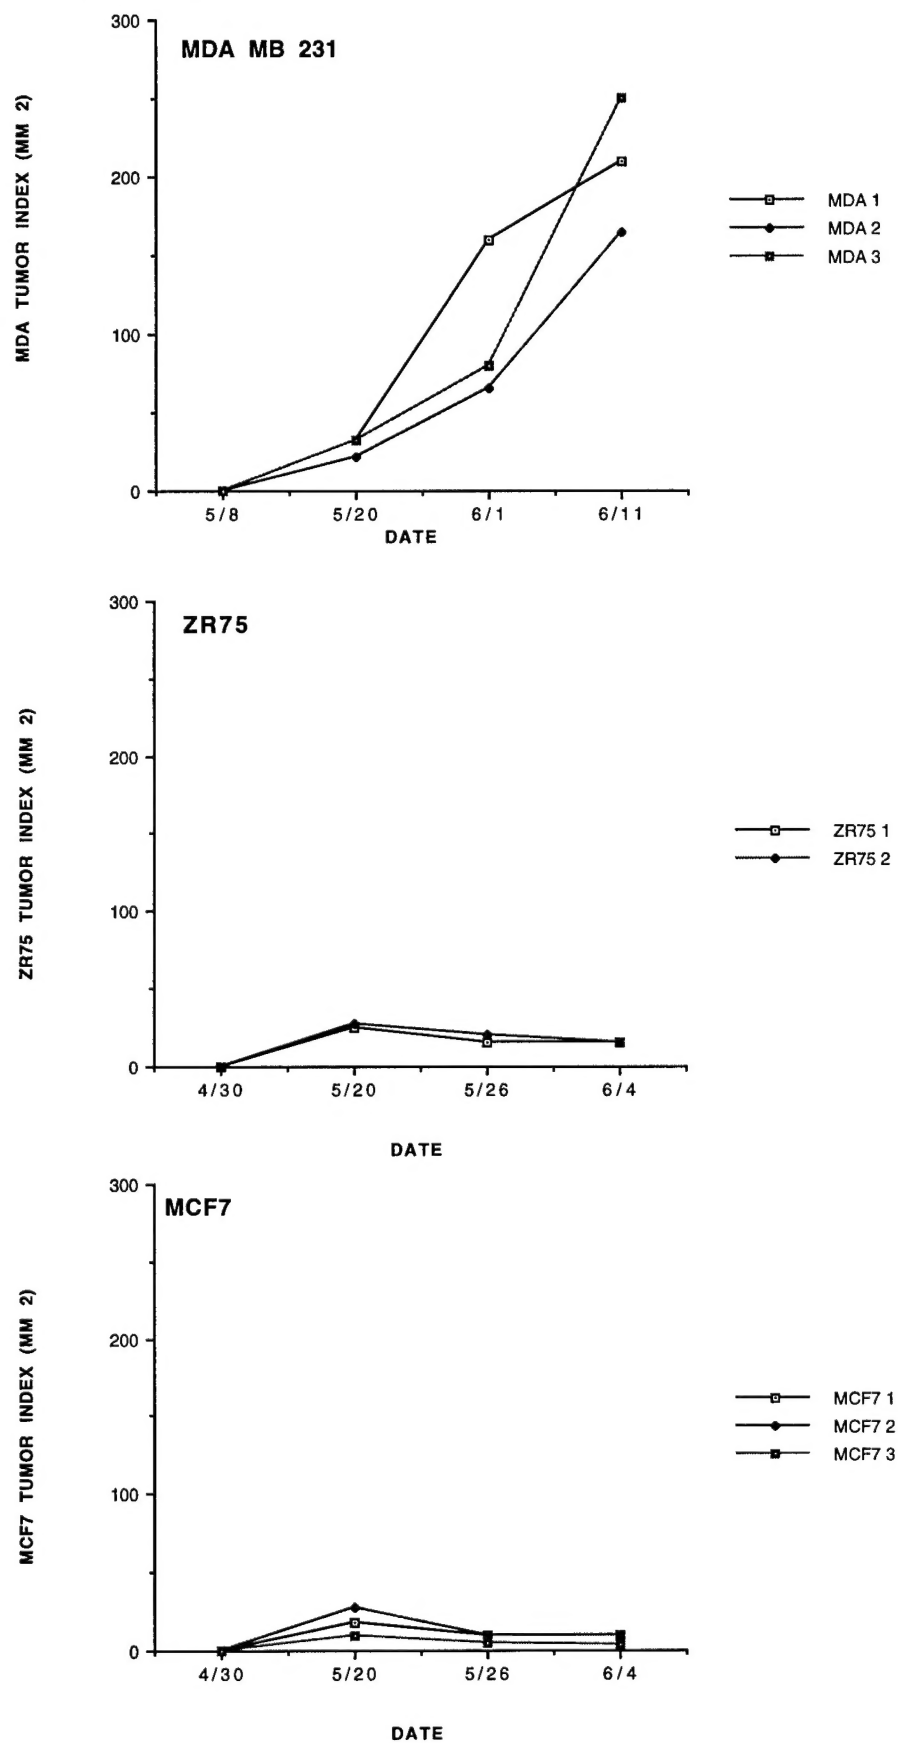 300
MDA MB 231
200
100
0
MDA TUMOR INDEX (MM 2)
5/8 5/20 6/1 6/11
DATE
MDA 1
MDA 2
MDA 3
300
ZR75
200
100
0
ZR75 TUMOR INDEX (MM 2)
4/30 5/20 5/26 6/4
DATE
ZR75 1
ZR75 2
300
MCF7
200
100
0
MCF7 TUMOR INDEX (MM 2)
4/30 5/20 5/26 6/4
DATE
MCF7 1
MCF7 2
MCF7 3